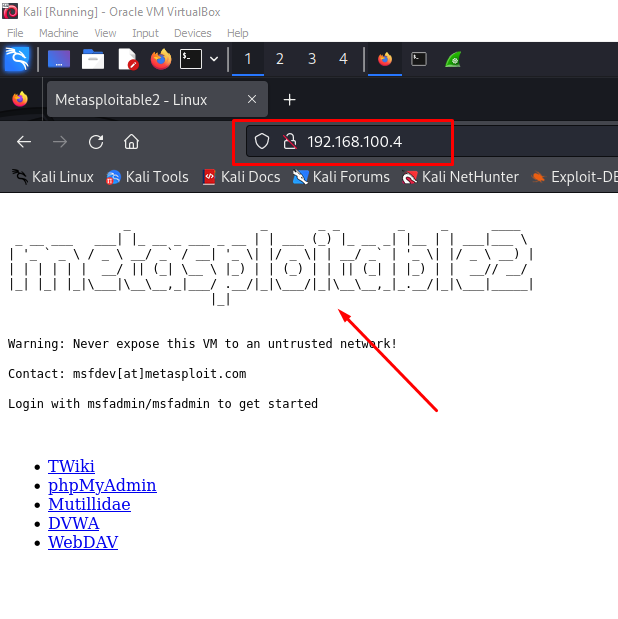 Kali [Running] - Oracle VM VirtualBox
File Machine View Input Devices Help
1 2 3 4
Metasploitable2 - Linux
192.168.100.4
Kali Linux Kali Tools Kali Docs Kali Forums Kali NetHunter Exploit-DB
metasploitable2
Warning: Never expose this VM to an untrusted network!
Contact: msfdev[at]metasploit.com
Login with msfadmin/msfadmin to get started
TWiki
phpMyAdmin
Mutillidae
DVWA
WebDAV